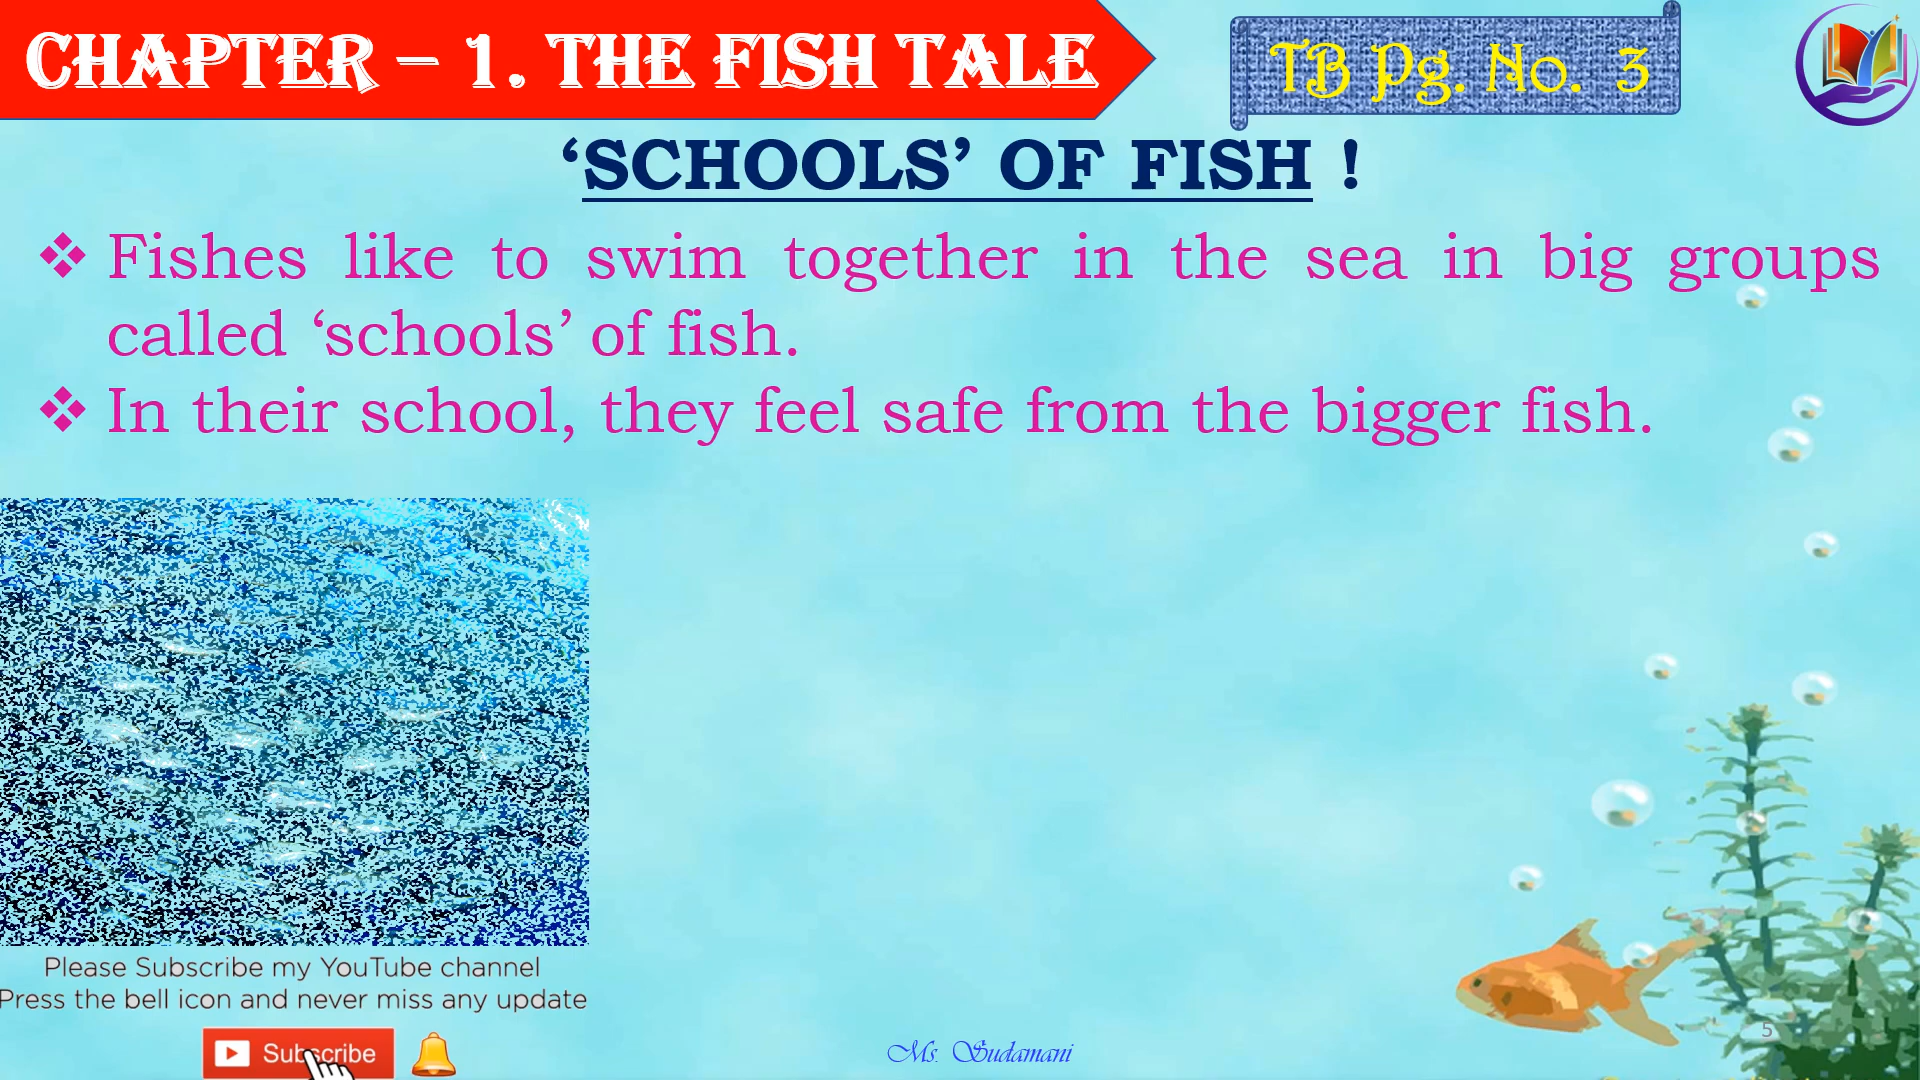 CHAPTER – 1. THE FISH TALE
TB Pg. No. 3
‘SCHOOLS’ OF FISH !
❖ Fishes like to swim together in the sea in big groups
called ‘schools’ of fish.
❖ In their school, they feel safe from the bigger fish.
Please Subscribe my YouTube channel
Press the bell icon and never miss any update
Subscribe
Ms. Sudamani
5